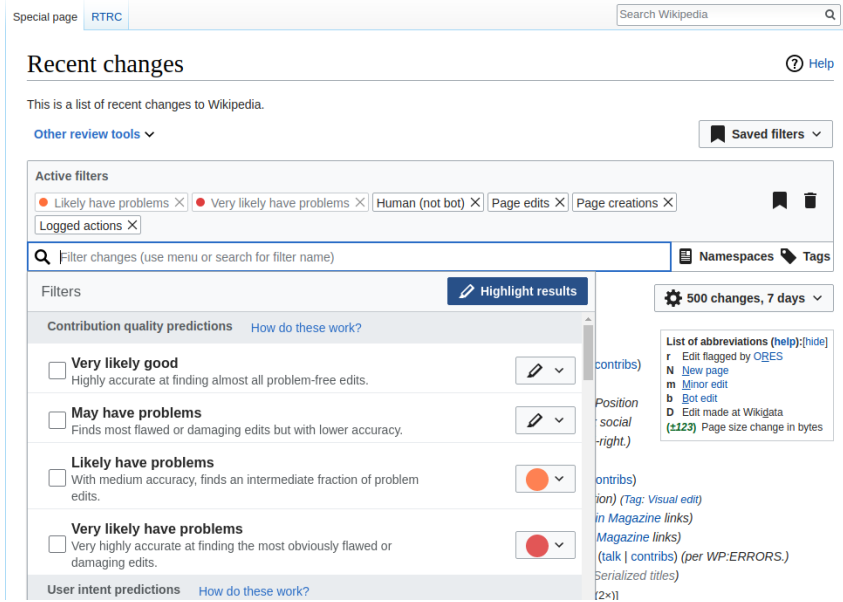 Special page RTRC Search Wikipedia
Recent changes
Help
This is a list of recent changes to Wikipedia.
Other review tools
Saved filters
Active filters
Likely have problems Very likely have problems Human (not bot) Page edits Page creations
Logged actions
Filter changes (use menu or search for filter name)
Namespaces Tags
Filters Highlight results
500 changes, 7 days
Contribution quality predictions How do these work?
Very likely good
Highly accurate at finding almost all problem-free edits.
May have problems
Finds most flawed or damaging edits but with lower accuracy.
Likely have problems
With medium accuracy, finds an intermediate fraction of problem
edits.
Very likely have problems
Very highly accurate at finding the most obviously flawed or
damaging edits.
User intent predictions How do these work?
List of abbreviations (help):[hide]
r Edit flagged by ORES
N New page
m Minor edit
b Bot edit
D Edit made at Wikidata
(±123) Page size change in bytes
contribs)
Position
social
-right.)
ontribs)
ion) (Tag: Visual edit)
in Magazine links)
Magazine links)
(talk | contribs) (per WP:ERRORS.)
Serialized titles)
(2×)]